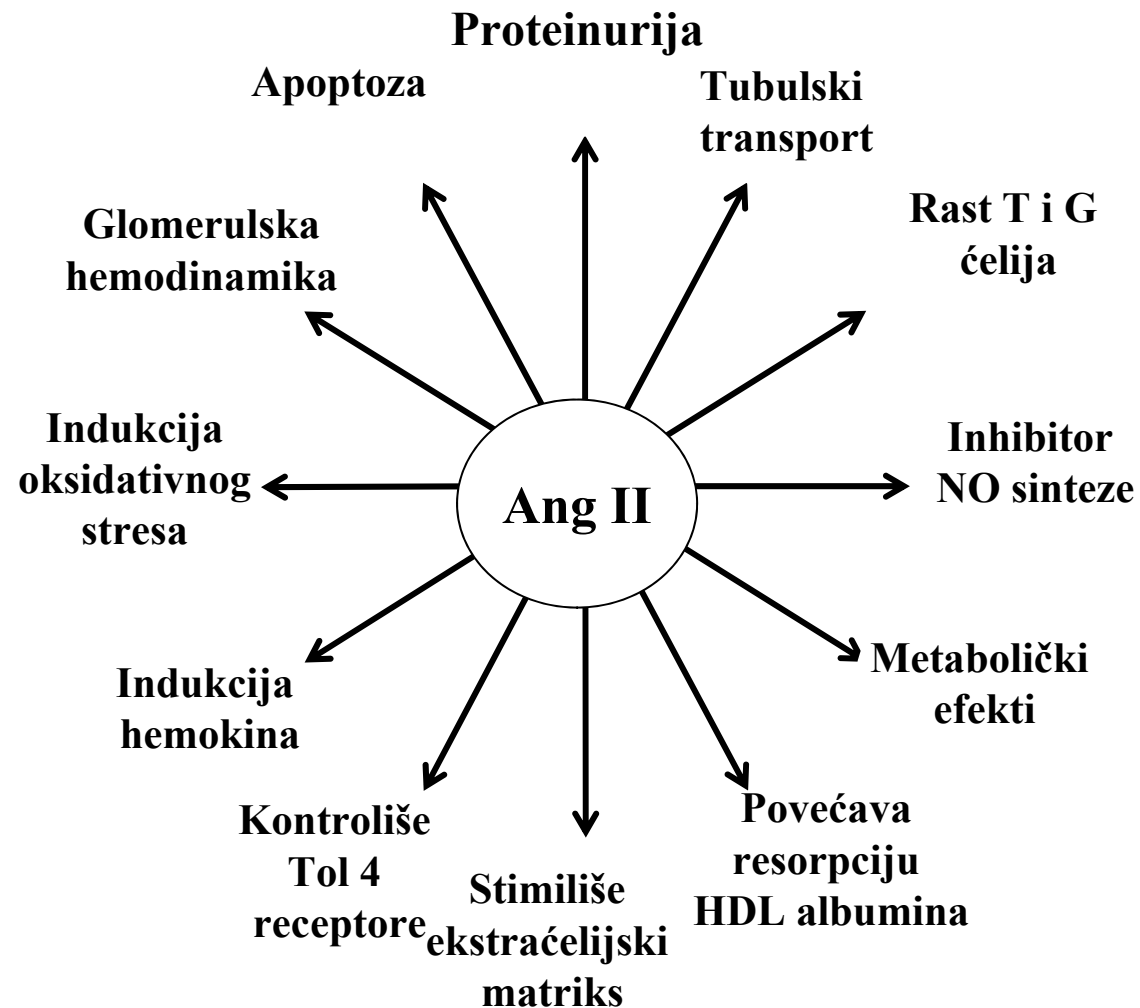 Proteinurija
Apoptoza
Tubulski
transport
Rast T i G
ćelija
Glomerulska
hemodinamika
Indukcija
oksidativnog
stresa
Ang II
Inhibitor
NO sinteze
Indukcija
hemokina
Metabolički
efekti
Kontroliše
Tol 4
receptore
Stimiliše
ekstraćelijski
matriks
Povećava
resorpciju
HDL albumina